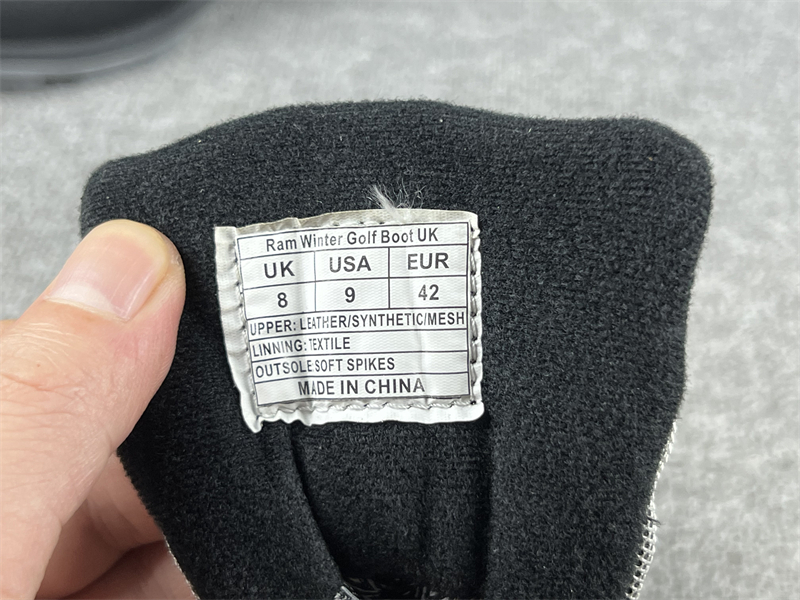 Ram Winter Golf Boot UK
UK USA EUR
8 9 42
UPPER: LEATHER/SYNTHETIC/MESH
LINNING: TEXTILE
OUTSOLE SOFT SPIKES
MADE IN CHINA